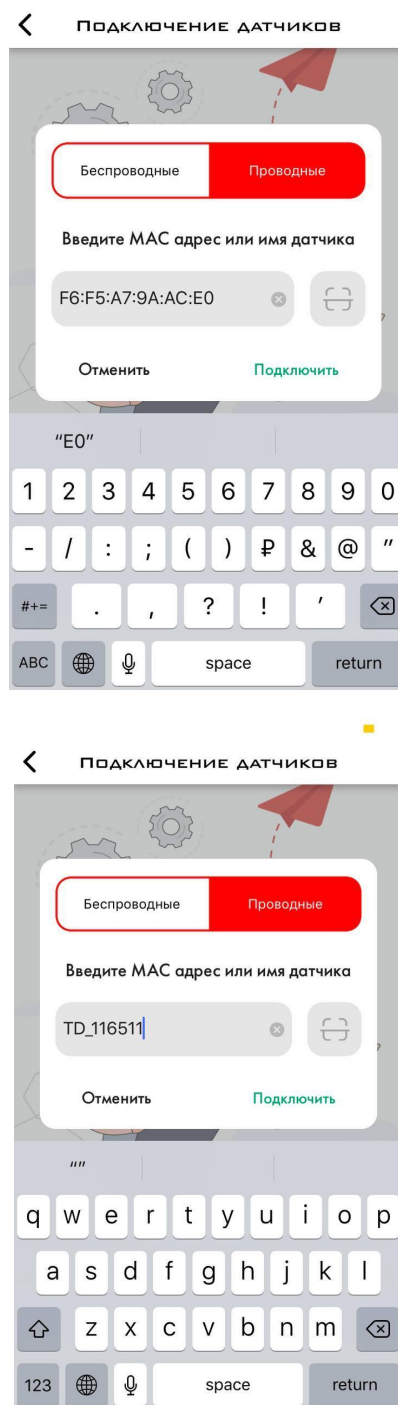 Подключение датчиков
Беспроводные Проводные
Введите MAC адрес или имя датчика
F6:F5:A7:9A:AC:E0
Отменить Подключить
“E0”
1 2 3 4 5 6 7 8 9 0
- / : ; ( ) ₽ & @ "
#+= . , ? ! '
ABC space return
Подключение датчиков
Беспроводные Проводные
Введите MAC адрес или имя датчика
TD_116511
Отменить Подключить
“”
q w e r t y u i o p
a s d f g h j k l
z x c v b n m
123 space return